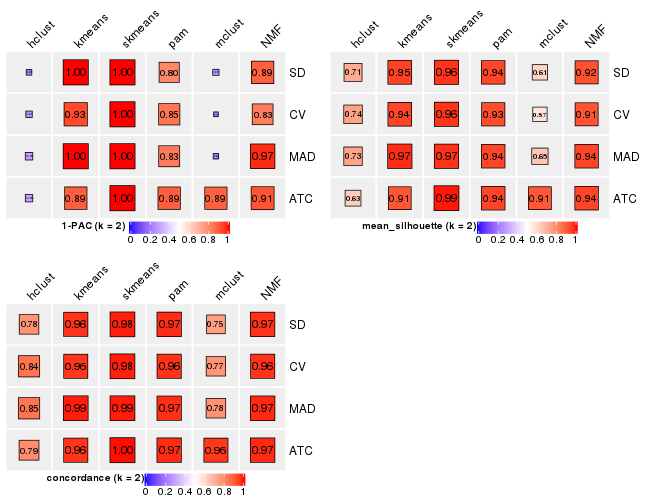 hclust kmeans skmeans pam mclust NMF
1.00 1.00 0.80 0.89 SD
0.93 1.00 0.85 0.83 CV
1.00 1.00 0.83 0.97 MAD
0.89 1.00 0.89 0.89 0.91 ATC
1-PAC (k = 2)
0 0.2 0.4 0.6 0.8 1
hclust kmeans skmeans pam mclust NMF
0.71 0.95 0.96 0.94 0.61 0.92 SD
0.74 0.94 0.96 0.93 0.57 0.91 CV
0.73 0.97 0.97 0.94 0.65 0.94 MAD
0.63 0.91 0.99 0.94 0.91 0.94 ATC
mean_silhouette (k = 2)
0 0.2 0.4 0.6 0.8 1
hclust kmeans skmeans pam mclust NMF
0.78 0.96 0.98 0.97 0.75 0.97 SD
0.84 0.96 0.98 0.96 0.77 0.96 CV
0.85 0.99 0.99 0.97 0.78 0.97 MAD
0.79 0.96 1.00 0.97 0.96 0.97 ATC
concordance (k = 2)
0 0.2 0.4 0.6 0.8 1